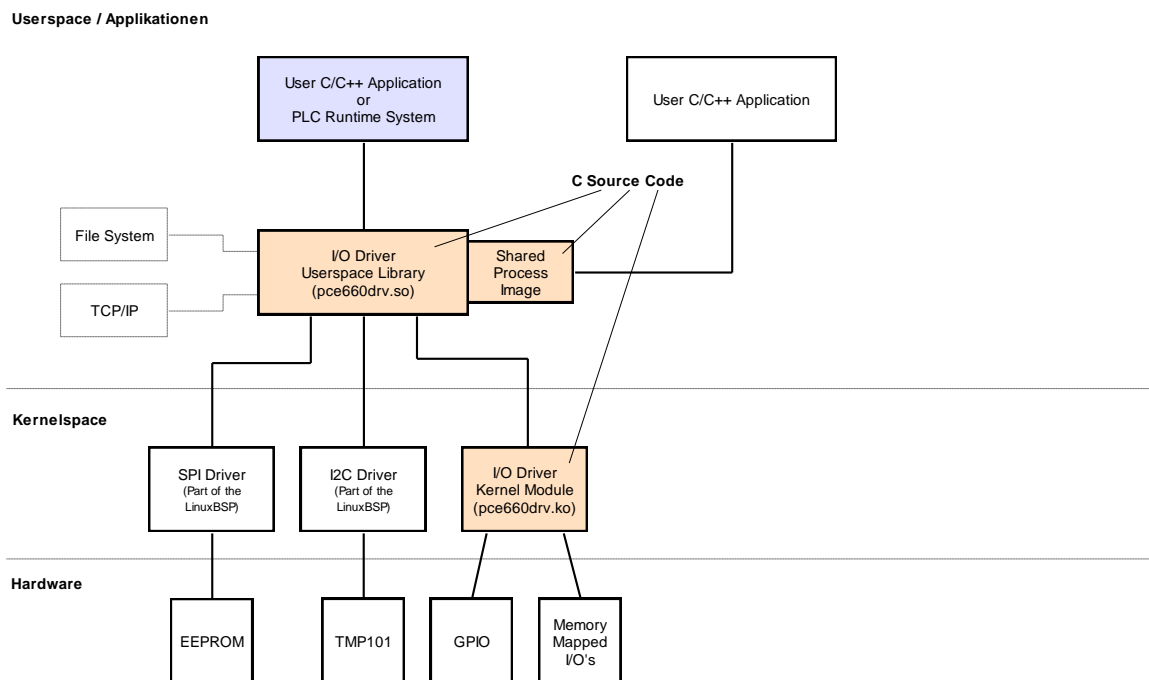 Userspace / Applikationen
User C/C++ Application
or
PLC Runtime System
User C/C++ Application
C Source Code
File System
TCP/IP
I/O Driver
Userspace Library
(pce660drv.so)
Shared
Process
Image
Kernelspace
SPI Driver
(Part of the
LinuxBSP)
I2C Driver
(Part of the
LinuxBSP)
I/O Driver
Kernel Module
(pce660drv.ko)
Hardware
EEPROM
TMP101
GPIO
Memory
Mapped
I/O's